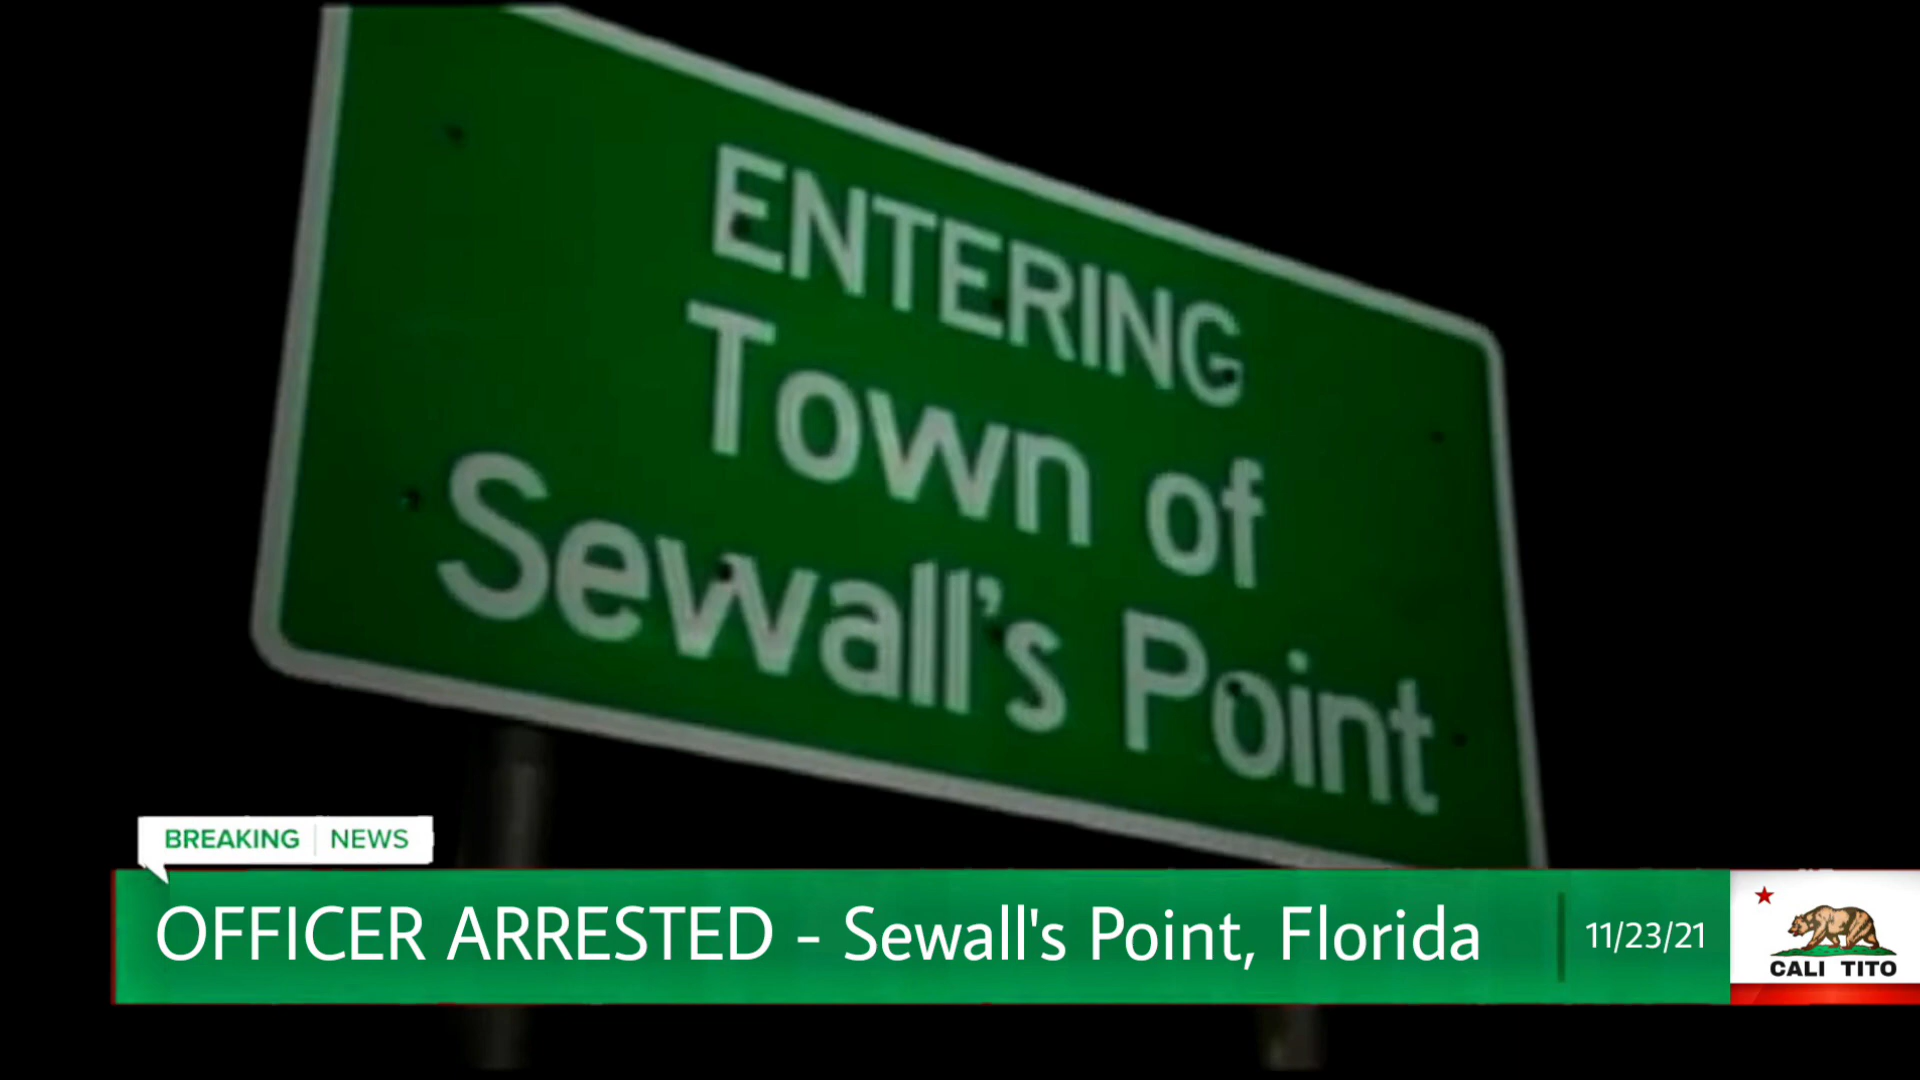 ENTERING
Town of
Sewall's Point
BREAKING NEWS
OFFICER ARRESTED - Sewall's Point, Florida
11/23/21
CALI TITO